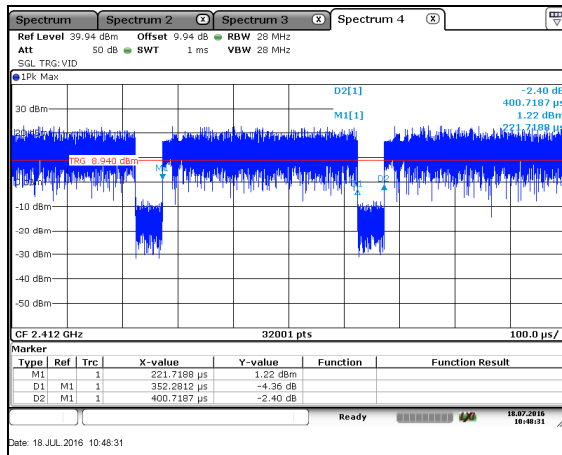 Spectrum Spectrum 2 X Spectrum 3 X Spectrum 4 X
Ref Level 39.94 dBm Offset 9.94 dB RBW 28 MHz
Att 50 dB SWT 1 ms VBW 28 MHz
SGL TRG:VID
1Pk Max
D2[1] -2.40 dB
400.7187 µs
30 dBm M1[1] 1.22 dBm
221.7188 µs
20 dBm
TRG 8.940 dBm
M1 D1 D2
-10 dBm
-20 dBm
-30 dBm
-40 dBm
-50 dBm
CF 2.412 GHz 32001 pts 100.0 µs/
Marker
Type Ref Trc X-value Y-value Function Function Result
M1 1 221.7188 µs 1.22 dBm
D1 M1 1 352.2812 µs -4.36 dB
D2 M1 1 400.7187 µs -2.40 dB
Ready 18.07.2016
10:48:31
Date: 18.JUL.2016 10:48:31